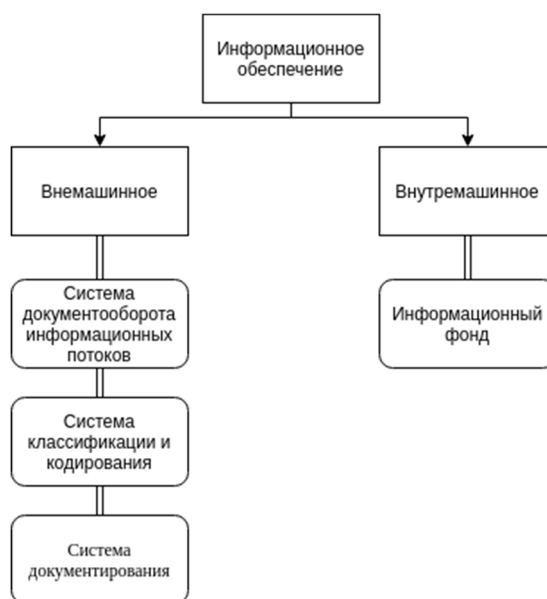 Информационное
обеспечение
Внемашинное
Внутремашинное
Система
документооборота
информационных
потоков
Информационный
фонд
Система
классификации и
кодирования
Система
документирования